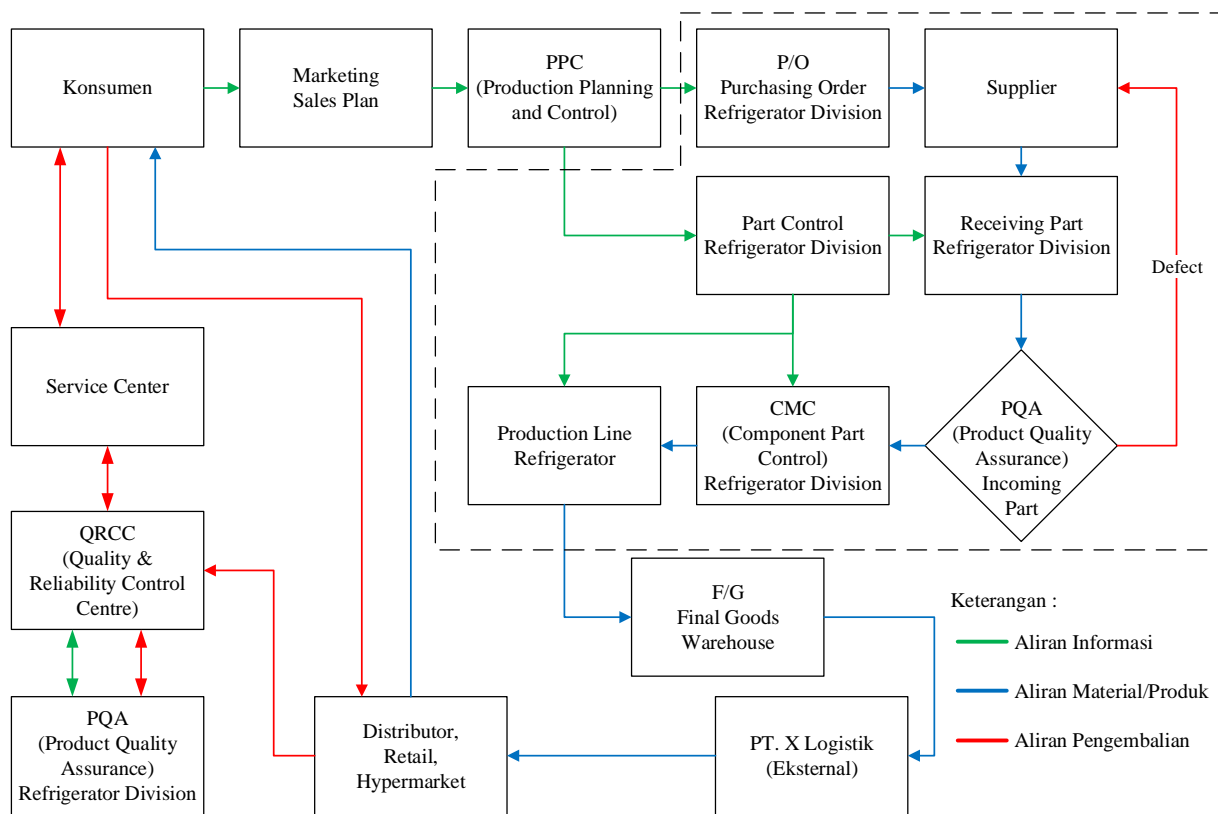 Konsumen
Marketing
Sales Plan
PPC
(Production Planning
and Control)
P/O
Purchasing Order
Refrigerator Division
Supplier
Part Control
Refrigerator Division
Receiving Part
Refrigerator Division
Defect
Service Center
Production Line
Refrigerator
CMC
(Component Part
Control)
Refrigerator Division
PQA
(Product Quality
Assurance)
Incoming
Part
QRCC
(Quality &
Reliability Control
Centre)
F/G
Final Goods
Warehouse
Keterangan :
Aliran Informasi
Aliran Material/Produk
Aliran Pengembalian
PQA
(Product Quality
Assurance)
Refrigerator Division
Distributor,
Retail,
Hypermarket
PT. X Logistik
(Eksternal)